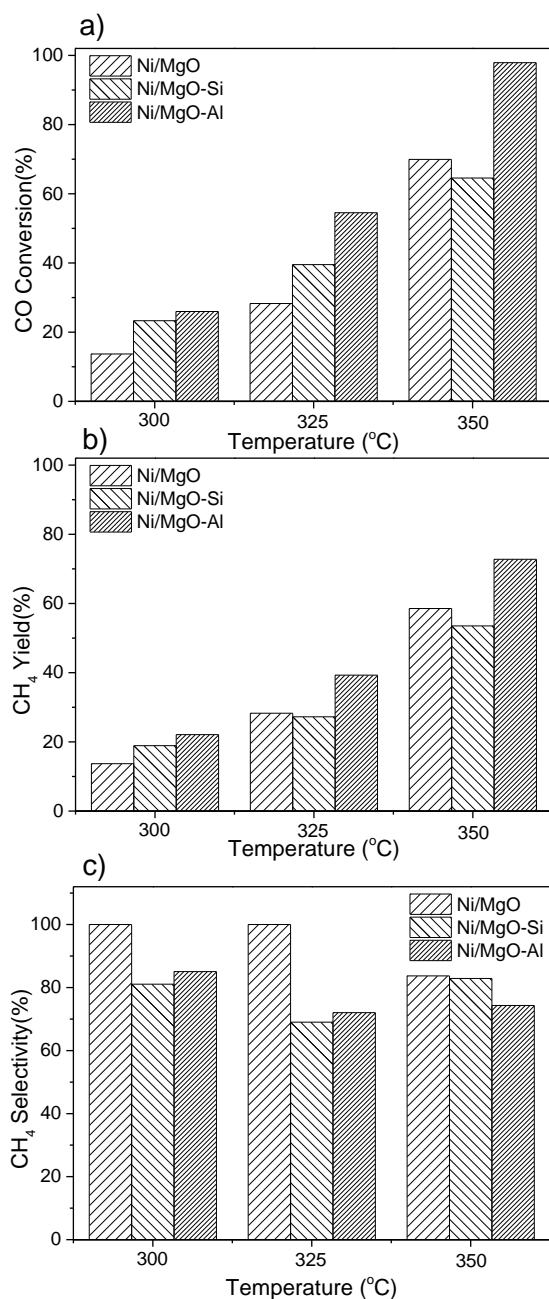 a)
100
80
60
40
20
0
CO Conversion(%)
Ni/MgO
Ni/MgO-Si
Ni/MgO-Al
300 325 350
Temperature (°C)
b)
100
80
60
40
20
0
CH4 Yield(%)
Ni/MgO
Ni/MgO-Si
Ni/MgO-Al
300 325 350
Temperature (°C)
c)
100
80
60
40
20
0
CH4 Selectivity(%)
Ni/MgO
Ni/MgO-Si
Ni/MgO-Al
300 325 350
Temperature (°C)